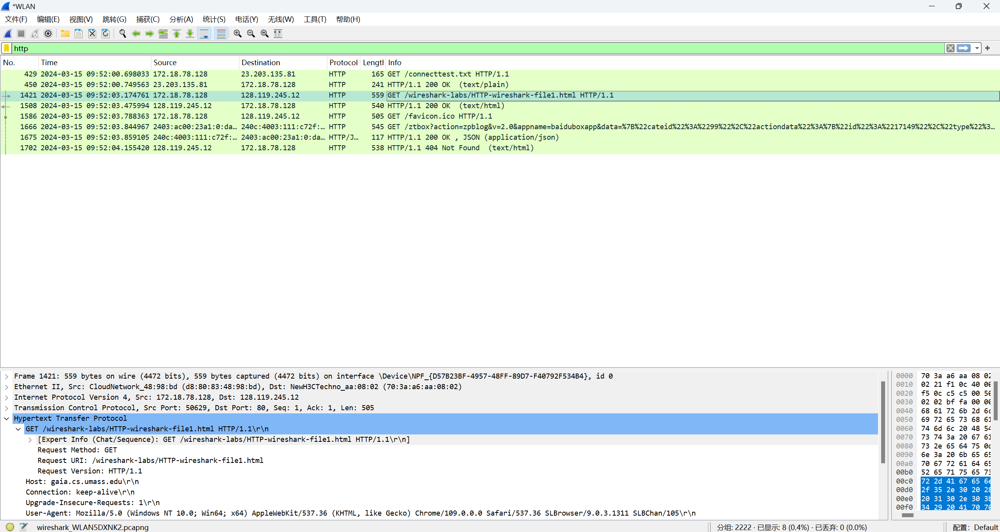 *WLAN
文件(F) 编辑(E) 视图(V) 跳转(G) 捕获(C) 分析(A) 统计(S) 电话(Y) 无线(W) 工具(T) 帮助(H)
http
No. Time Source Destination Protocol Lengtl Info
429 2024-03-15 09:52:00.698033 172.18.78.128 23.203.135.81 HTTP 165 GET /connecttest.txt HTTP/1.1
450 2024-03-15 09:52:00.749563 23.203.135.81 172.18.78.128 HTTP 241 HTTP/1.1 200 OK (text/plain)
1421 2024-03-15 09:52:03.174761 172.18.78.128 128.119.245.12 HTTP 559 GET /wireshark-labs/HTTP-wireshark-file1.html HTTP/1.1
1508 2024-03-15 09:52:03.475994 128.119.245.12 172.18.78.128 HTTP 540 HTTP/1.1 200 OK (text/html)
1586 2024-03-15 09:52:03.788363 172.18.78.128 128.119.245.12 HTTP 505 GET /favicon.ico HTTP/1.1
1666 2024-03-15 09:52:03.844967 2403:ac00:23a1:0:da… 240c:4003:111:c72f:… HTTP 545 GET /ztbox?action=zpblog&v=2.0&appname=baiduboxapp&data=%7B%22cateid%22%3A%2299%22%2C%22actiondata%22%3A%7B%22id%22%3A%2217149%22%2C%22type%22%3…
1675 2024-03-15 09:52:03.859105 240c:4003:111:c72f:… 2403:ac00:23a1:0:da… HTTP/J… 117 HTTP/1.1 200 OK , JSON (application/json)
1702 2024-03-15 09:52:04.155420 128.119.245.12 172.18.78.128 HTTP 538 HTTP/1.1 404 Not Found (text/html)
Frame 1421: 559 bytes on wire (4472 bits), 559 bytes captured (4472 bits) on interface \Device\NPF_{D57B23BF-4957-48FF-89D7-F40792F534B4}, id 0
Ethernet II, Src: CloudNetwork_48:98:bd (d8:80:83:48:98:bd), Dst: NewH3CTechno_aa:08:02 (70:3a:a6:aa:08:02)
Internet Protocol Version 4, Src: 172.18.78.128, Dst: 128.119.245.12
Transmission Control Protocol, Src Port: 50629, Dst Port: 80, Seq: 1, Ack: 1, Len: 505
Hypertext Transfer Protocol
GET /wireshark-labs/HTTP-wireshark-file1.html HTTP/1.1\r\n
[Expert Info (Chat/Sequence): GET /wireshark-labs/HTTP-wireshark-file1.html HTTP/1.1\r\n]
Request Method: GET
Request URI: /wireshark-labs/HTTP-wireshark-file1.html
Request Version: HTTP/1.1
Host: gaia.cs.umass.edu\r\n
Connection: keep-alive\r\n
Upgrade-Insecure-Requests: 1\r\n
User-Agent: Mozilla/5.0 (Windows NT 10.0; Win64; x64) AppleWebKit/537.36 (KHTML, like Gecko) Chrome/109.0.0.0 Safari/537.36 SLBrowser/9.0.3.1311 SLBChan/105\r\n
0000 70 3a a6 aa 08 02
0010 02 21 f1 0c 40 00
0020 f5 0c c5 c5 00 50
0030 02 02 bf fa 00 00
0040 68 61 72 6b 2d 6c
0050 69 72 65 73 68 61
0060 74 6d 6c 20 48 54
0070 73 74 3a 20 67 61
0080 73 2e 65 64 75 0d
0090 6e 3a 20 6b 65 65
00a0 70 67 72 61 64 65
00b0 52 65 71 75 65 73
00c0 72 2d 41 67 65 6e
00d0 2f 35 2e 30 20 28
00e0 20 31 30 2e 30 3b
00f0 34 29 20 41 70 70
wireshark_WLAN5DXNK2.pcapng
分组: 2222 · 已显示: 8 (0.4%) · 已丢弃: 0 (0.0%)
配置: Default